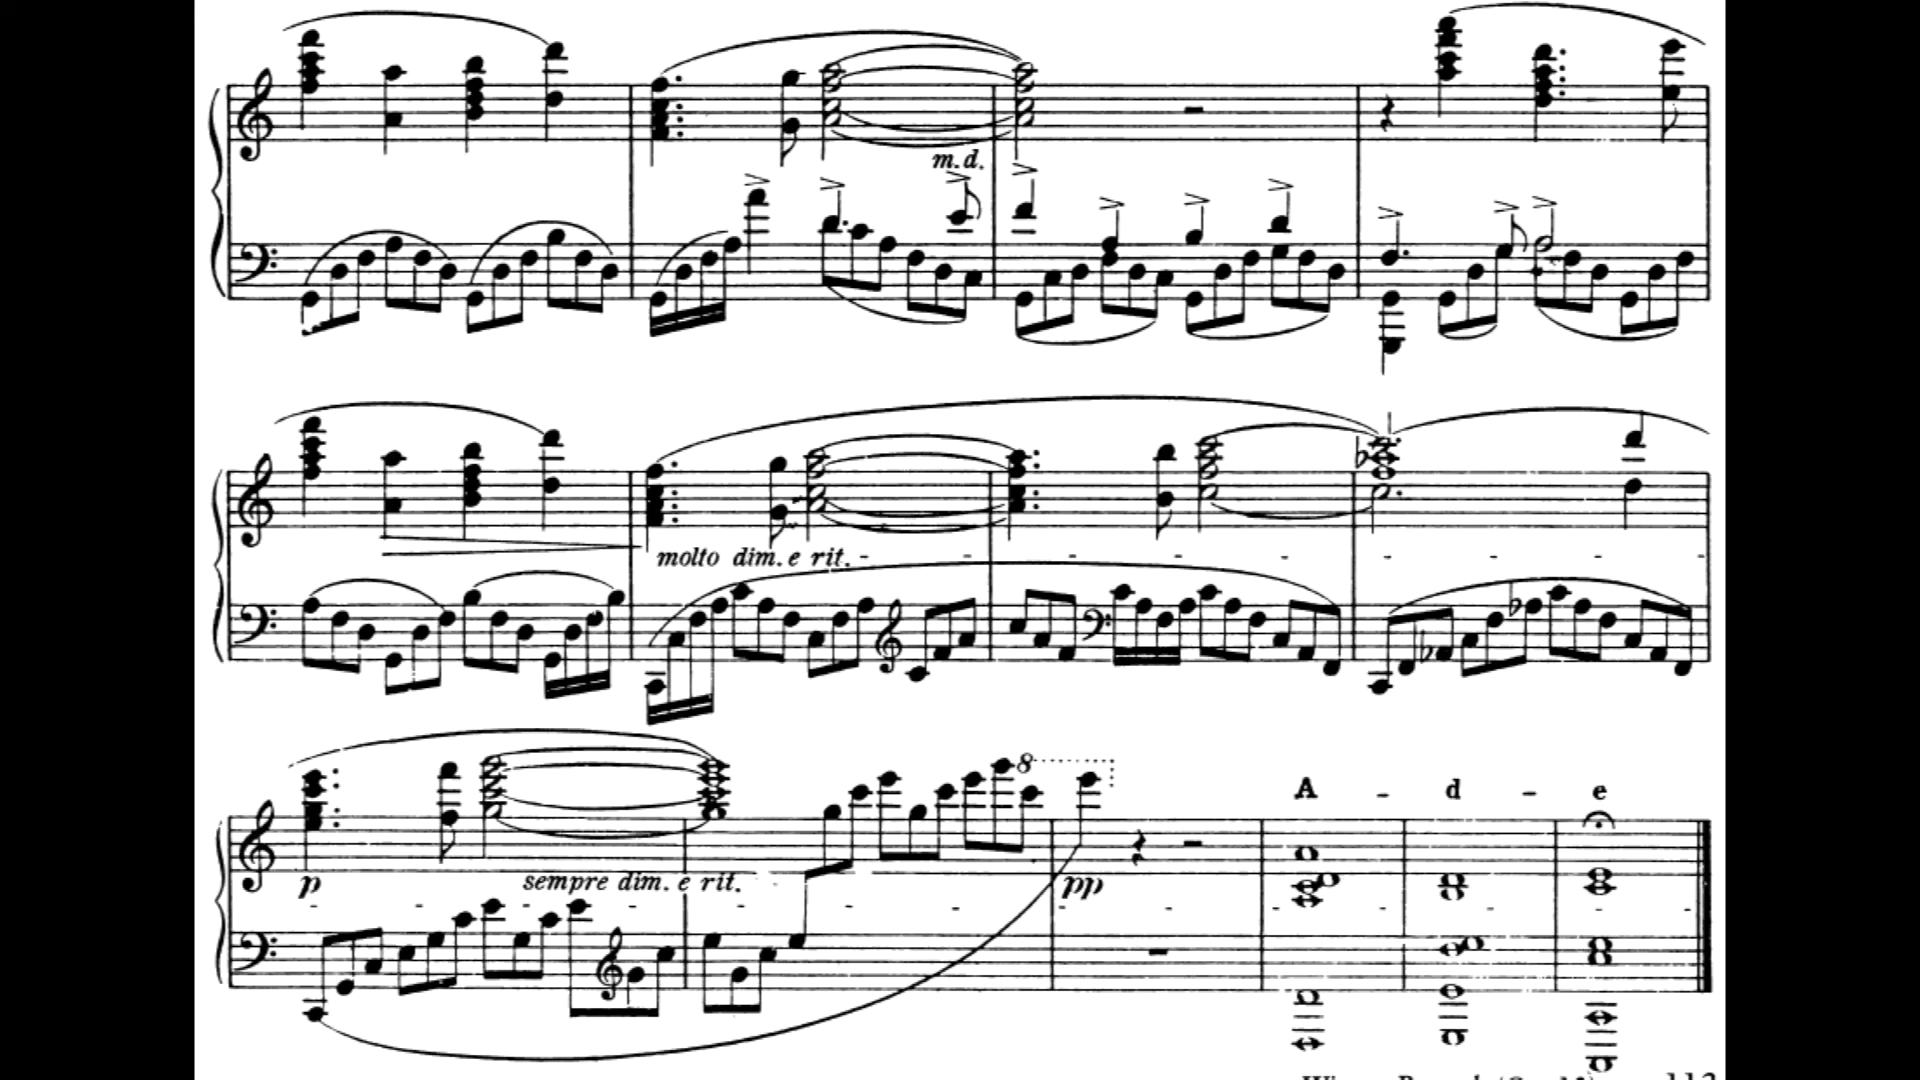 m.d.
molto dim. e rit.
8
A - d - e
p
sempre dim. e rit.
pp